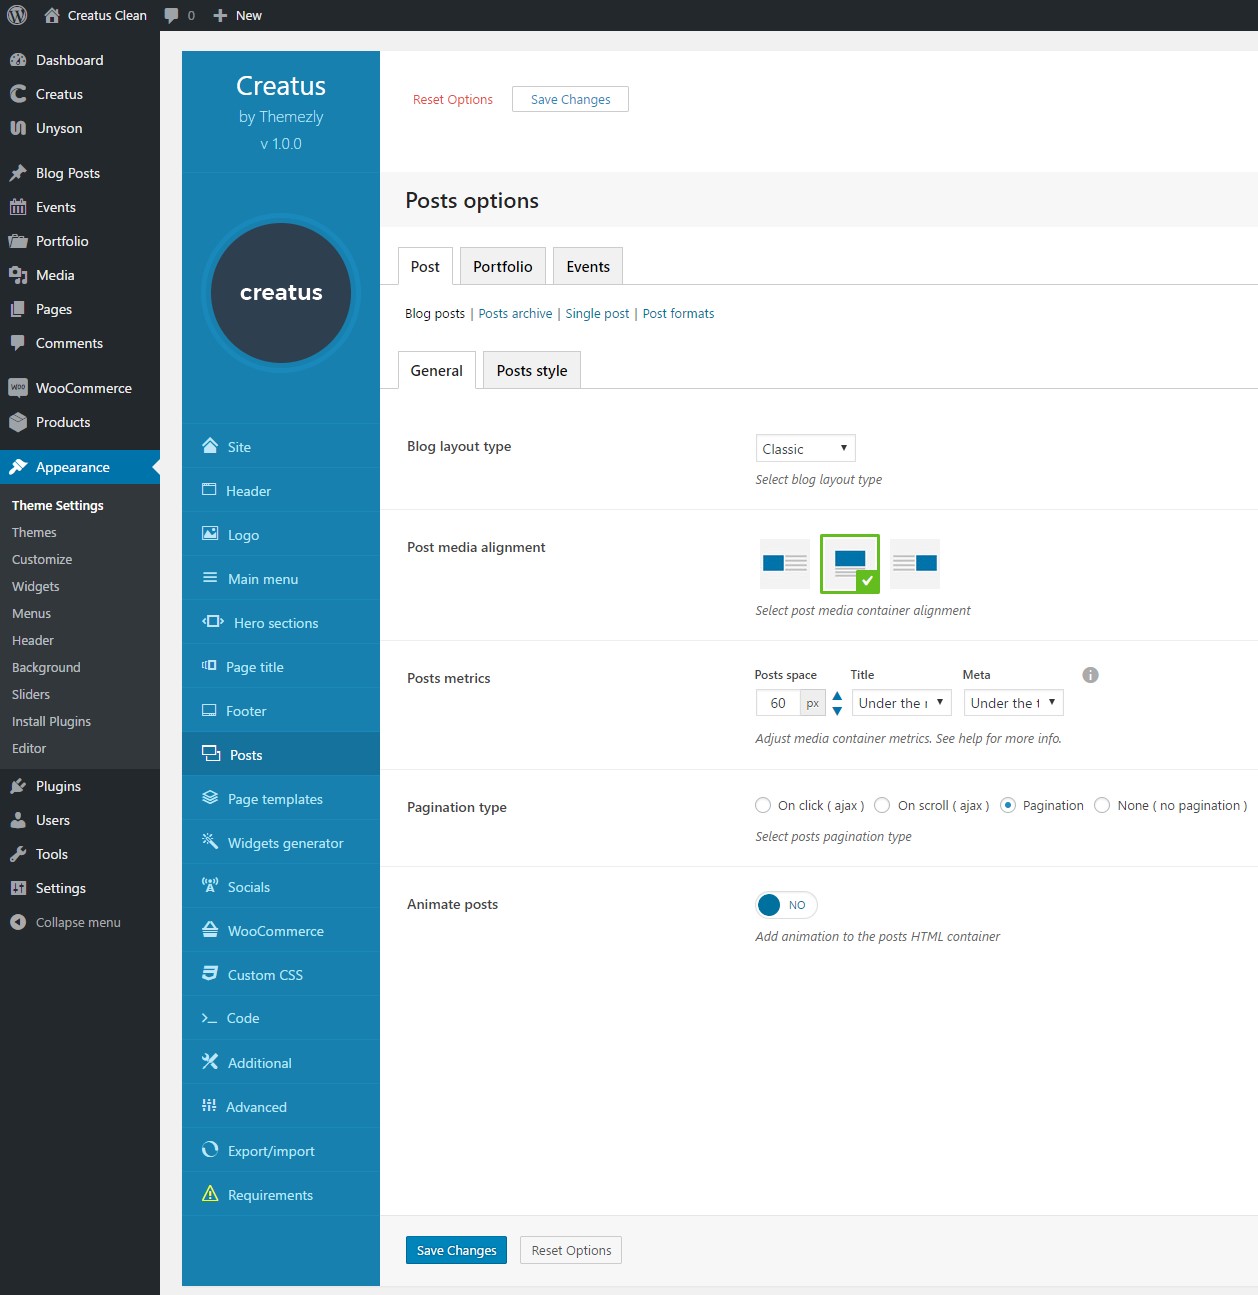 Creatus Clean 0 New
Dashboard
Creatus
Unyson
Blog Posts
Events
Portfolio
Media
Pages
Comments
WooCommerce
Products
Appearance
Theme Settings
Themes
Customize
Widgets
Menus
Header
Background
Sliders
Install Plugins
Editor
Plugins
Users
Tools
Settings
Collapse menu
Creatus
by Themezly
v 1.0.0
creatus
Site
Header
Logo
Main menu
Hero sections
Page title
Footer
Posts
Page templates
Widgets generator
Socials
WooCommerce
Custom CSS
Code
Additional
Advanced
Export/import
Requirements
Reset Options Save Changes
Posts options
Post Portfolio Events
Blog posts | Posts archive | Single post | Post formats
General Posts style
Blog layout type Classic
Select blog layout type
Post media alignment
Select post media container alignment
Posts space Title Meta
Posts metrics 60 px Under the Under the t
Adjust media container metrics. See help for more info.
Pagination type On click ( ajax ) On scroll ( ajax ) Pagination None ( no pagination )
Select posts pagination type
Animate posts NO
Add animation to the posts HTML container
Save Changes Reset Options